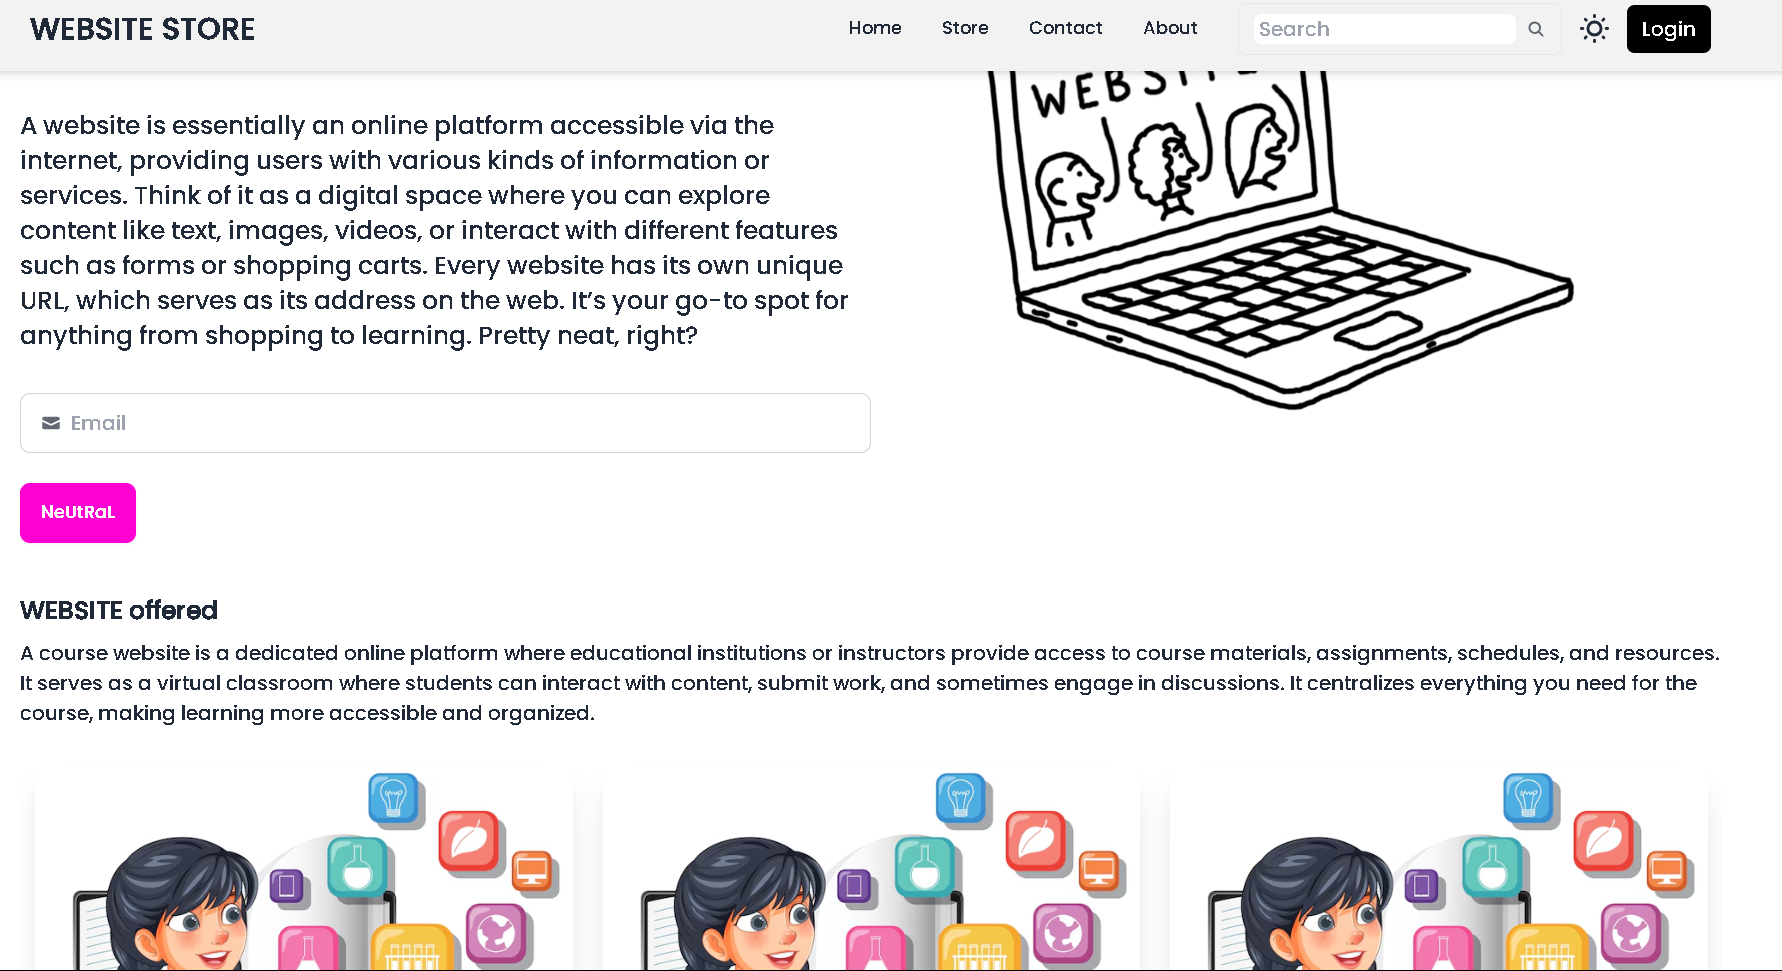 WEBSITE STORE
Home
Store
Contact
About
Search
Login
WEBSITE
A website is essentially an online platform accessible via the
internet, providing users with various kinds of information or
services. Think of it as a digital space where you can explore
content like text, images, videos, or interact with different features
such as forms or shopping carts. Every website has its own unique
URL, which serves as its address on the web. It’s your go-to spot for
anything from shopping to learning. Pretty neat, right?
Email
NeUtRaL
WEBSITE offered
A course website is a dedicated online platform where educational institutions or instructors provide access to course materials, assignments, schedules, and resources.
It serves as a virtual classroom where students can interact with content, submit work, and sometimes engage in discussions. It centralizes everything you need for the
course, making learning more accessible and organized.